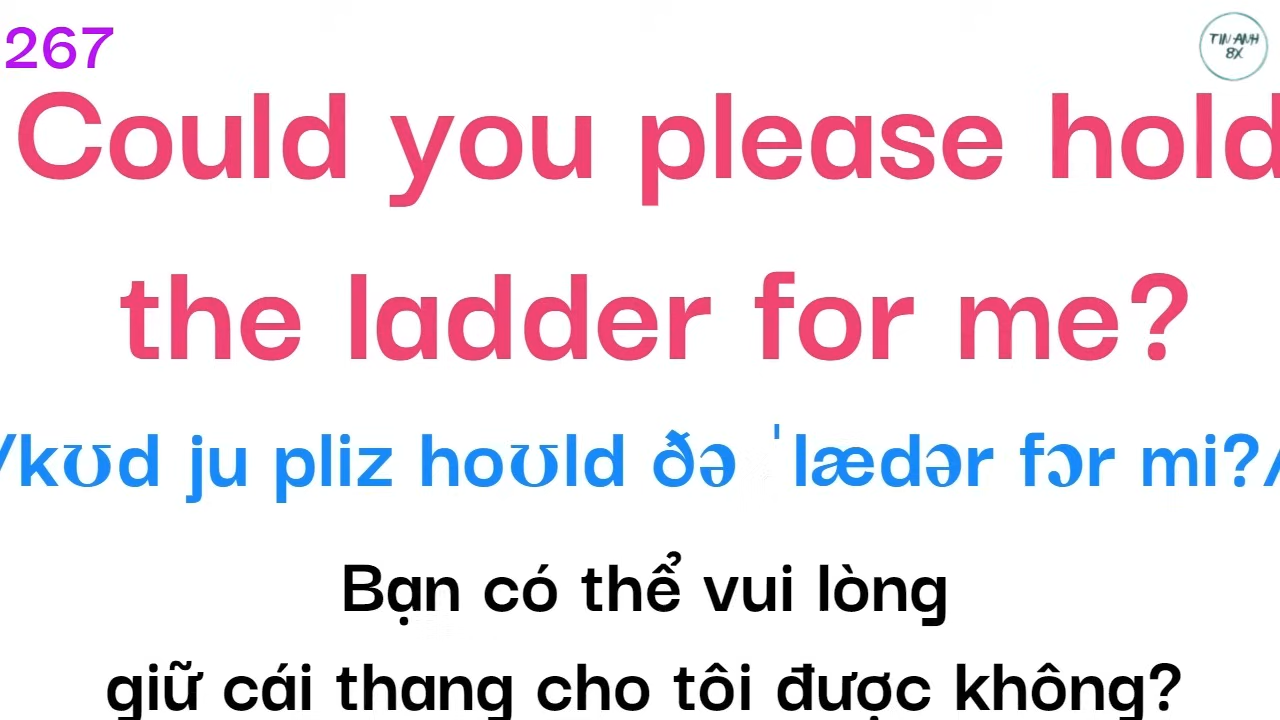 267
TIN ANH
8X
Could you please hold
the ladder for me?
/kʊd ju pliz hoʊld ðə ˈlædər fɔr mi?/
Bạn có thể vui lòng
giữ cái thang cho tôi được không?